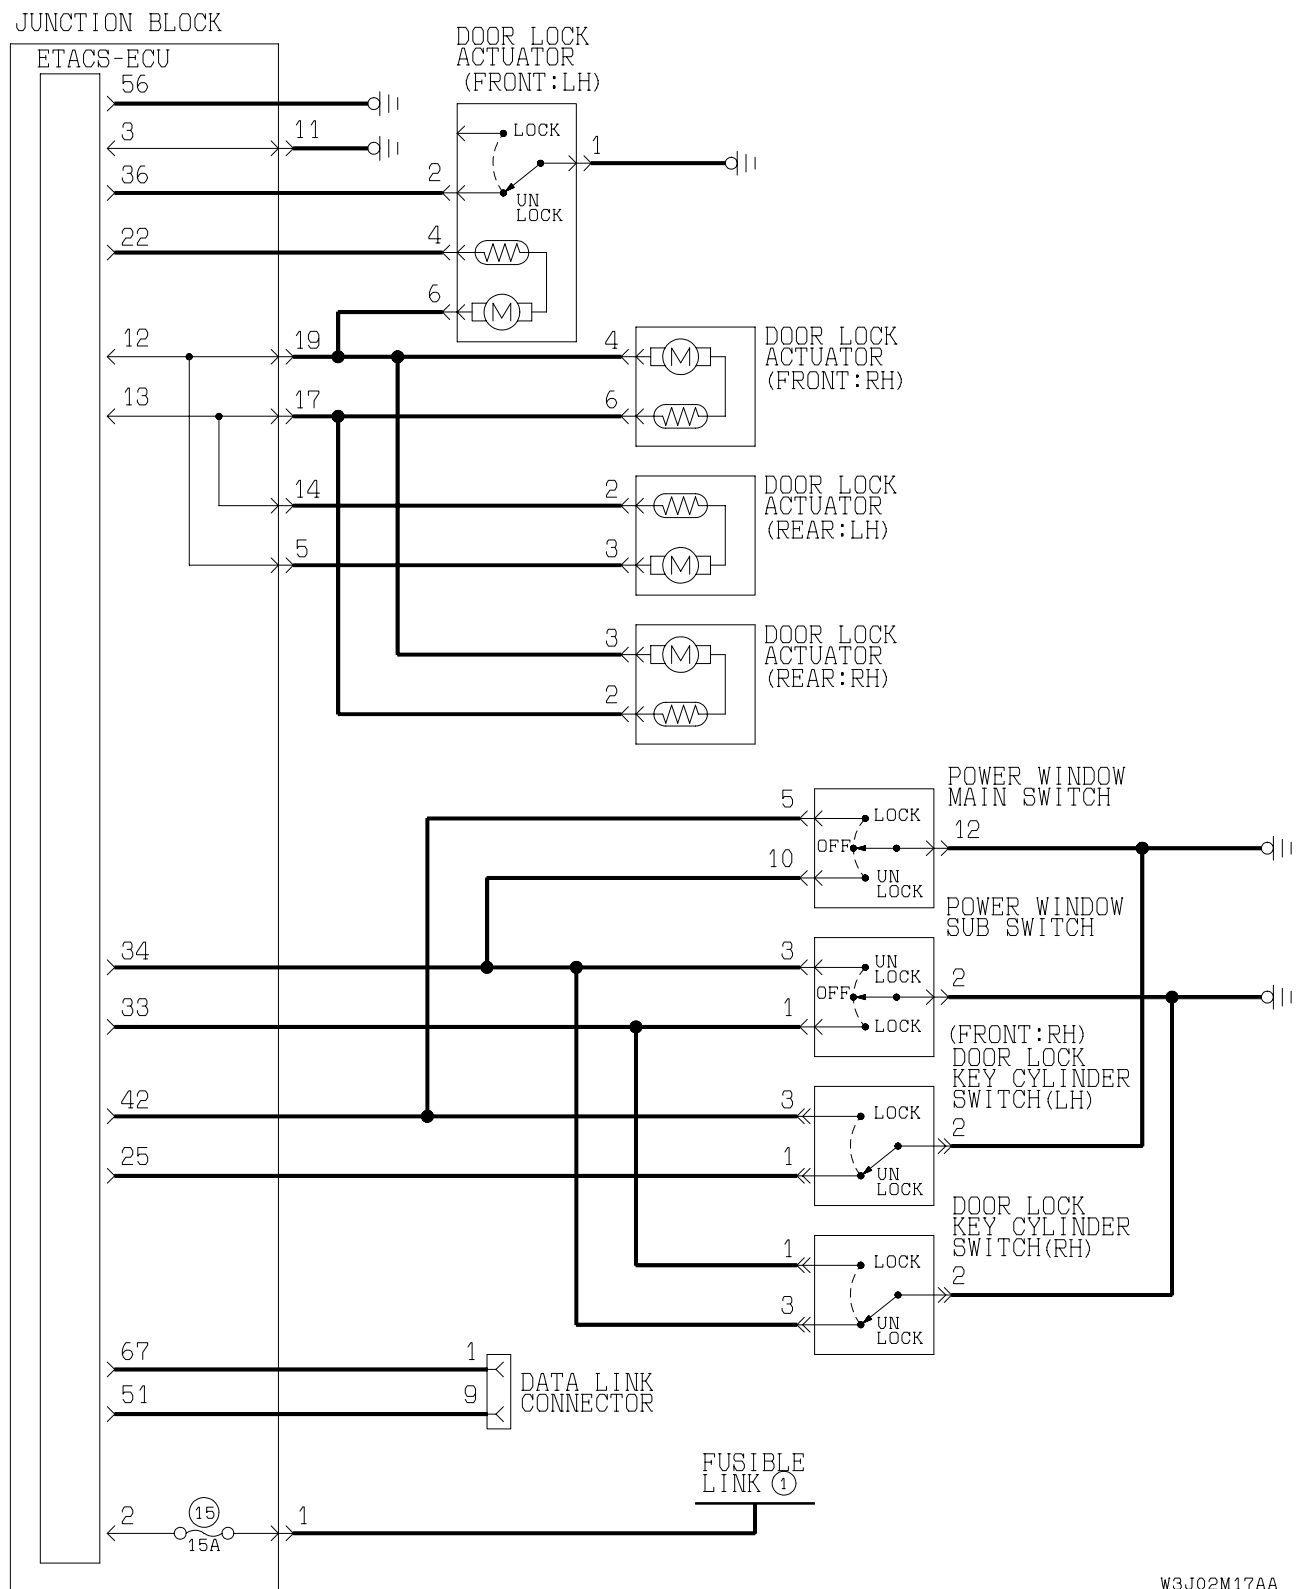 JUNCTION BLOCK
ETACS-ECU
DOOR LOCK
ACTUATOR
(FRONT:LH)
56
3
11
36
2
LOCK
UN
LOCK
1
22
4
6
M
12
19
4
M
DOOR LOCK
ACTUATOR
(FRONT:RH)
13
17
6
14
2
DOOR LOCK
ACTUATOR
(REAR:LH)
5
3
M
3
M
DOOR LOCK
ACTUATOR
(REAR:RH)
2
POWER WINDOW
MAIN SWITCH
5
LOCK
12
OFF
10
UN
LOCK
POWER WINDOW
SUB SWITCH
34
3
UN
LOCK
2
OFF
33
1
LOCK
(FRONT:RH)
DOOR LOCK
KEY CYLINDER
SWITCH(LH)
42
3
LOCK
2
25
1
UN
LOCK
DOOR LOCK
KEY CYLINDER
SWITCH(RH)
1
LOCK
2
3
UN
LOCK
67
1
51
9
DATA LINK
CONNECTOR
FUSIBLE
LINK 1
2
15
15A
1
W3J02M17AA